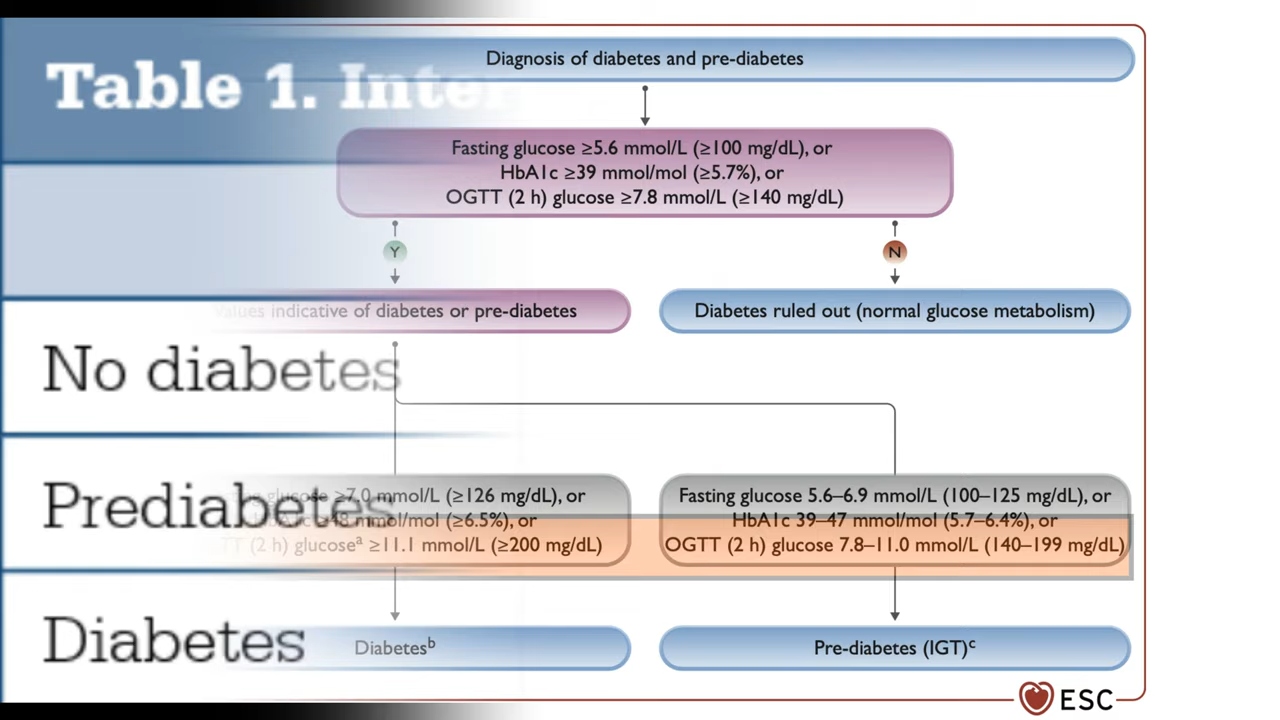 Table 1. Inter
Diagnosis of diabetes and pre-diabetes
Fasting glucose ≥5.6 mmol/L (≥100 mg/dL), or
HbA1c ≥39 mmol/mol (≥5.7%), or
OGTT (2 h) glucose ≥7.8 mmol/L (≥140 mg/dL)
Y
N
Values indicative of diabetes or pre-diabetes
Diabetes ruled out (normal glucose metabolism)
No diabetes
Prediabetes
glucose ≥7.0 mmol/L (≥126 mg/dL), or
≥48 mmol/mol (≥6.5%), or
(2 h) glucoseᵃ ≥11.1 mmol/L (≥200 mg/dL)
Fasting glucose 5.6–6.9 mmol/L (100–125 mg/dL), or
HbA1c 39–47 mmol/mol (5.7–6.4%), or
OGTT (2 h) glucose 7.8–11.0 mmol/L (140–199 mg/dL)
Diabetes
Diabetesᵇ
Pre-diabetes (IGT)ᶜ
ESC